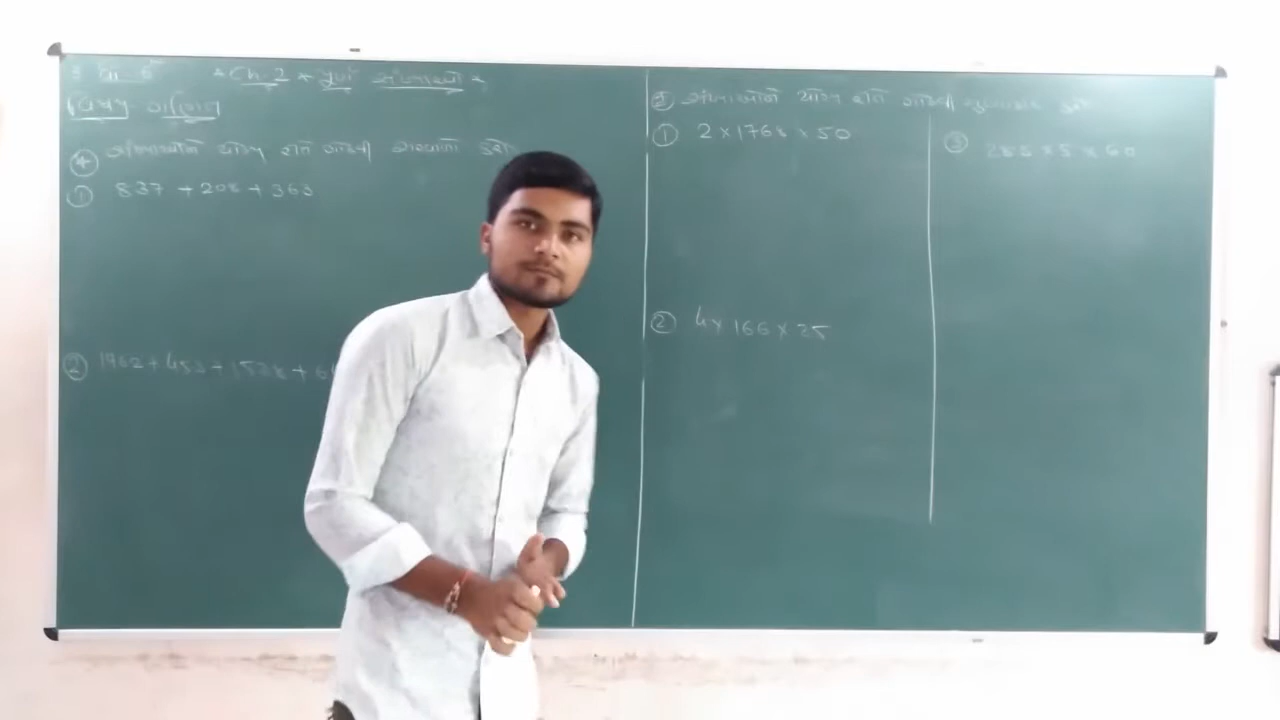 ધો 6 * Ch-2 * પૂર્ણ સંખ્યાઓ *
વિષય ગણિત
④ સંખ્યાઓને યોગ્ય રીતે ગોઠવી સરવાળો કરો
① 837 + 208 + 363
② 1962 + 453 + 1538 + 6
⑤ સંખ્યાઓને યોગ્ય રીતે ગોઠવી ગુણાકાર કરો
① 2 × 1768 × 50
② 4 × 166 × 25
③ 285 × 5 × 60